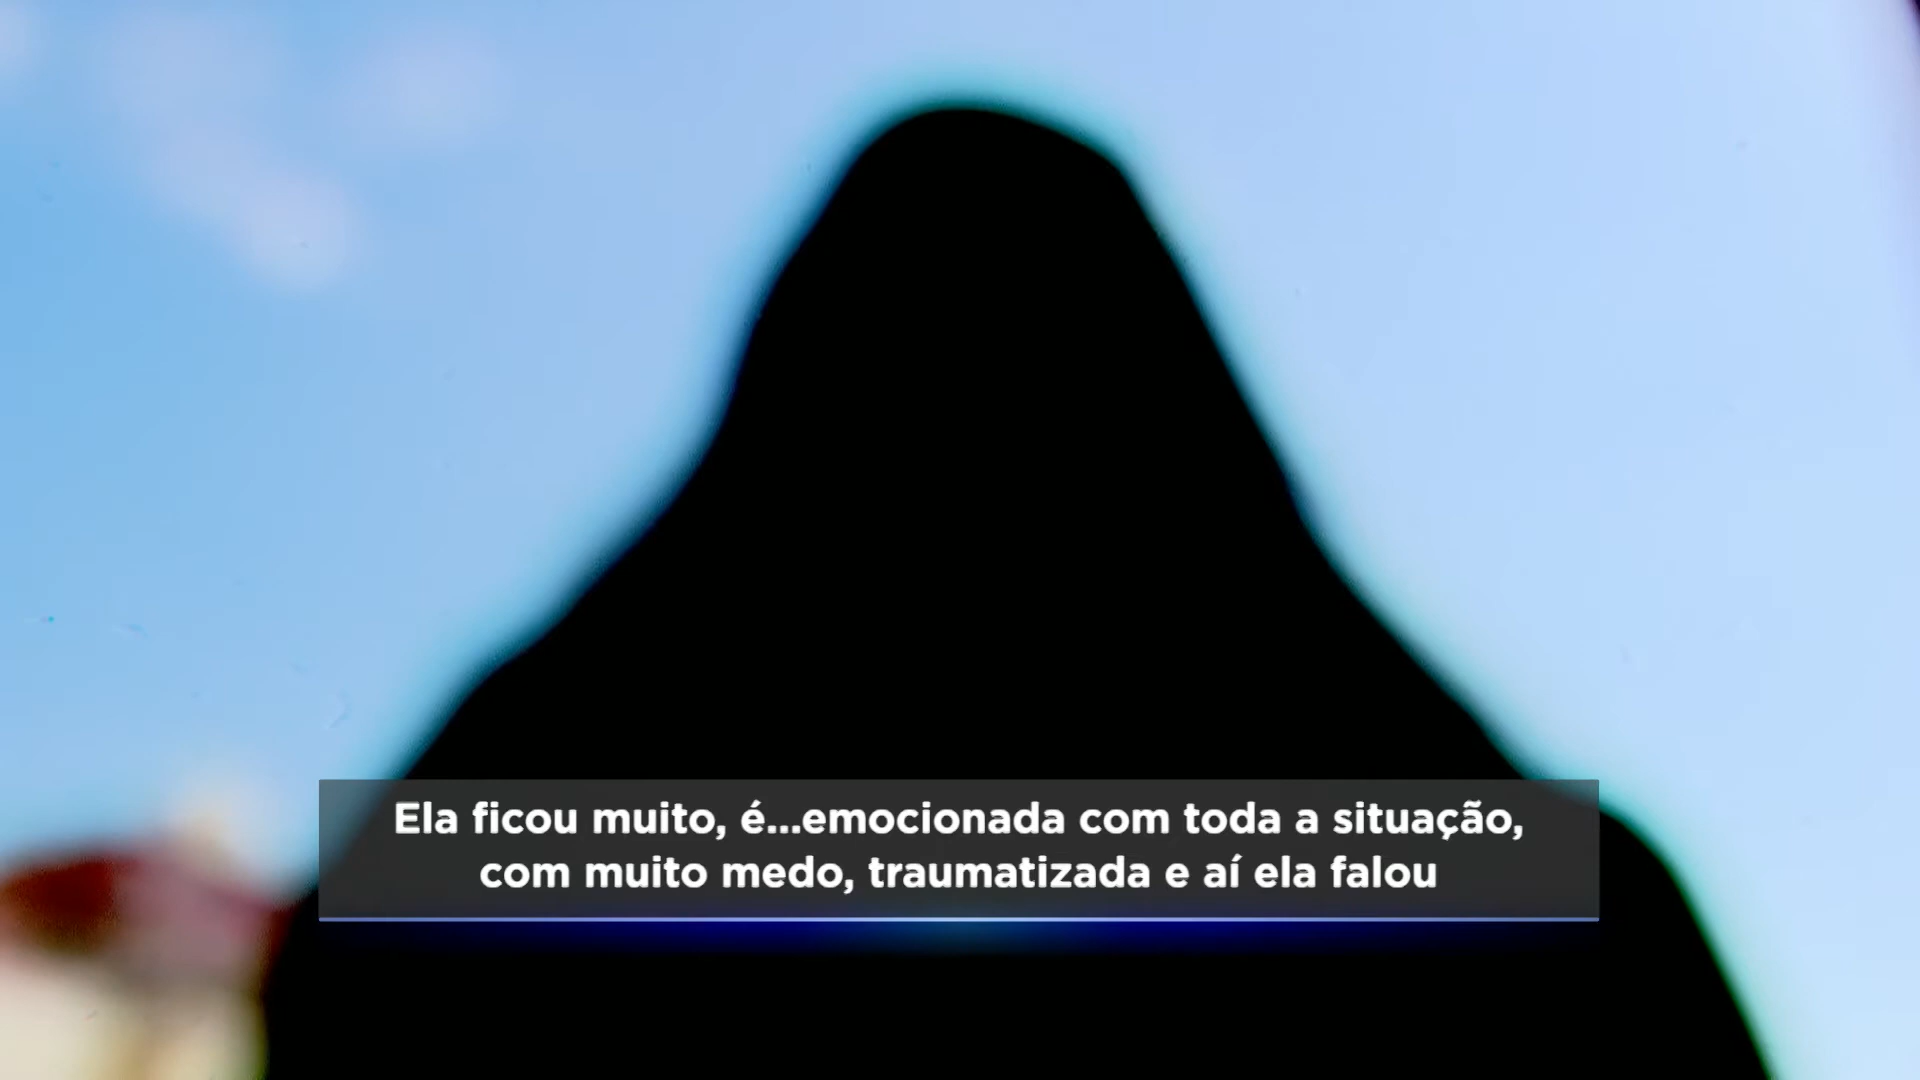 Ela ficou muito, é...emocionada com toda a situação,
com muito medo, traumatizada e aí ela falou